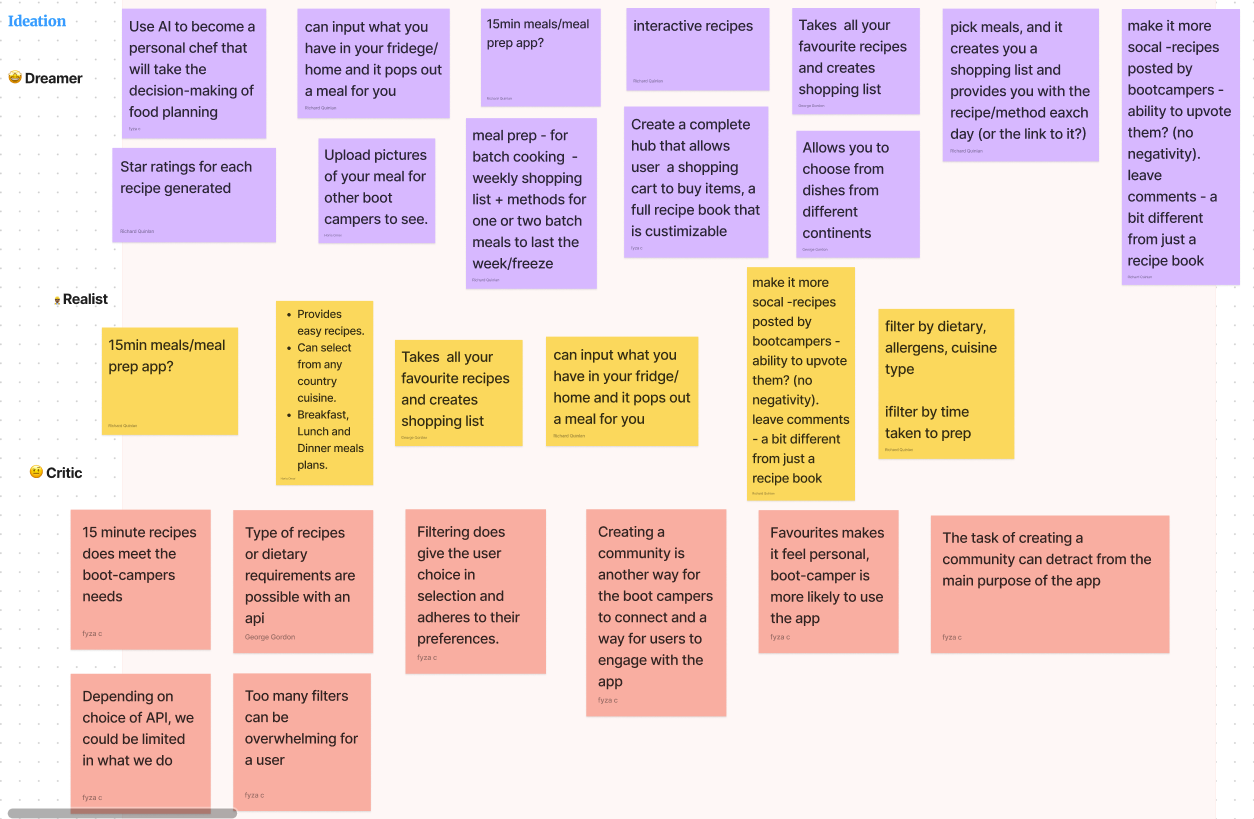 Ideation
🤩 Dreamer
Use AI to become a
personal chef that
will take the
decision-making of
food planning
fyza c
can input what you
have in your fridege/
home and it pops out
a meal for you
Richard Quinlan
15min meals/meal
prep app?
Richard Quinlan
interactive recipes
Richard Quinlan
Takes all your
favourite recipes
and creates
shopping list
George Gordon
pick meals, and it
creates you a
shopping list and
provides you with the
recipe/method eaxch
day (or the link to it?)
Richard Quinlan
make it more
socal -recipes
posted by
bootcampers -
ability to upvote
them? (no
negativity).
leave
comments - a
bit different
from just a
recipe book
Richard Quinlan
Star ratings for each
recipe generated
Richard Quinlan
Upload pictures
of your meal for
other boot
campers to see.
meal prep - for
batch cooking -
weekly shopping
list + methods for
one or two batch
meals to last the
week/freeze
Richard Quinlan
Create a complete
hub that allows
user a shopping
cart to buy items, a
full recipe book that
is custimizable
fyza c
Allows you to
choose from
dishes from
different
continents
George Gordon
Realist
15min meals/meal
prep app?
Richard Quinlan
• Provides
easy recipes.
• Can select
from any
country
cuisine.
• Breakfast,
Lunch and
Dinner meals
plans.
Takes all your
favourite recipes
and creates
shopping list
George Gordon
can input what you
have in your fridge/
home and it pops out
a meal for you
Richard Quinlan
make it more
socal -recipes
posted by
bootcampers -
ability to upvote
them? (no
negativity).
leave comments
- a bit different
from just a
recipe book
Richard Quinlan
filter by dietary,
allergens, cuisine
type
ifilter by time
taken to prep
Richard Quinlan
😐 Critic
15 minute recipes
does meet the
boot-campers
needs
fyza c
Type of recipes
or dietary
requirements are
possible with an
api
George Gordon
Filtering does
give the user
choice in
selection and
adheres to their
preferences.
fyza c
Creating a
community is
another way for
the boot campers
to connect and a
way for users to
engage with the
app
fyza c
Favourites makes
it feel personal,
boot-camper is
more likely to use
the app
fyza c
The task of creating a
community can detract from the
main purpose of the app
fyza c
Depending on
choice of API, we
could be limited
in what we do
fyza c
Too many filters
can be
overwhelming for
a user
fyza c